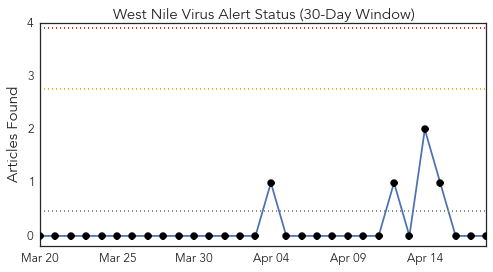 West Nile Virus Alert Status (30-Day Window)
Articles Found
4
3
2
1
0
Mar 20 Mar 25 Mar 30 Apr 04 Apr 09 Apr 14